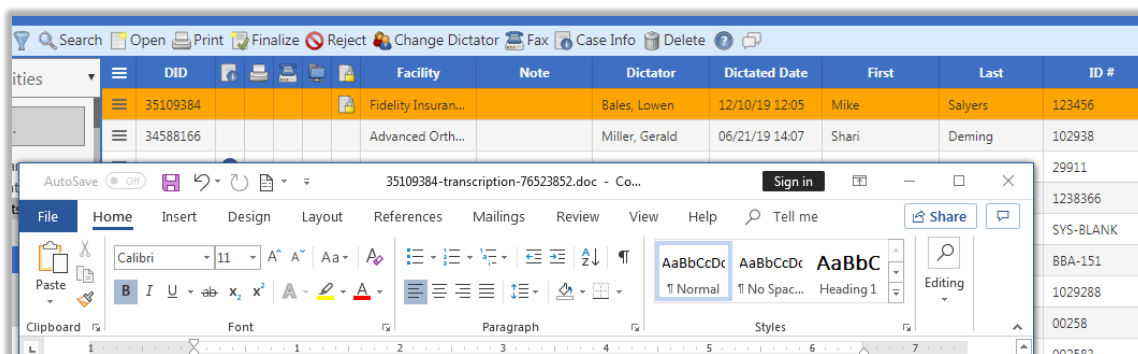 Search Open Print Finalize Reject Change Dictator Fax Case Info Delete
ities DID Facility Note Dictator Dictated Date First Last ID #
35109384 Fidelity Insuran... Bales, Lowen 12/10/19 12:05 Mike Salyers 123456
34588166 Advanced Orth... Miller, Gerald 06/21/19 14:07 Shari Deming 102938
29911
AutoSave Off 35109384-transcription-76523852.doc - Co... Sign in
1238366
File Home Insert Design Layout References Mailings Review View Help Tell me Share
SYS-BLANK
Calibri 11 A^ A˅ Aa A AaBbCcDc AaBbCcDc AaBbC
BBA-151
Paste B I U ab x₂ x² A A ¶ Normal ¶ No Spac... Heading 1 Editing
1029288
Clipboard Font Paragraph Styles
00258
L 1 1 2 3 4 5 6 7
002583